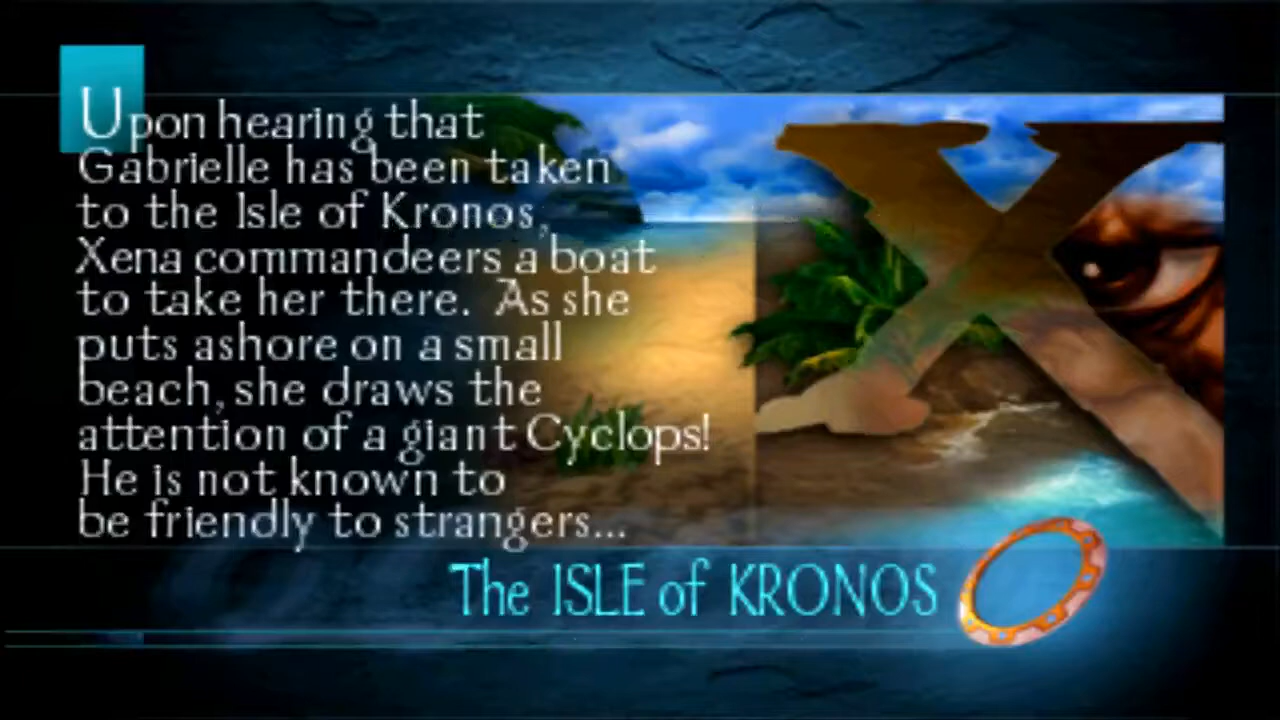 Upon hearing that
Gabrielle has been taken
to the Isle of Kronos,
Xena commandeers a boat
to take her there. As she
puts ashore on a small
beach, she draws the
attention of a giant Cyclops!
He is not known to
be friendly to strangers...
The ISLE of KRONOS
X